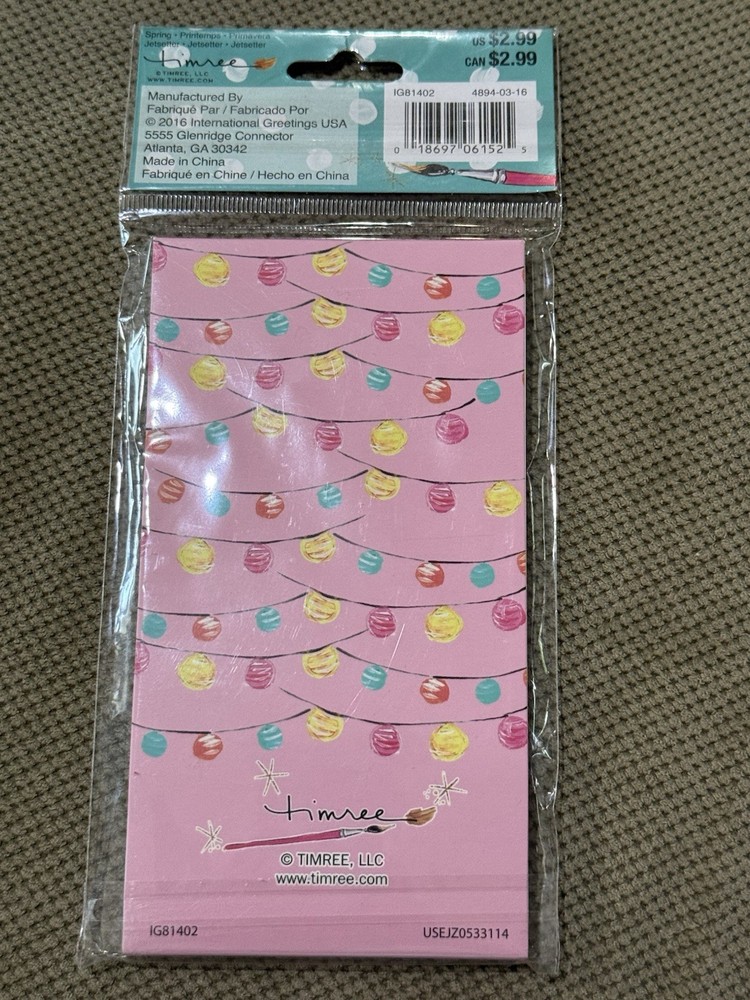 Spring • Printemps • Primavera
Jetsetter • Jetsetter • Jetsetter
timree
© TIMREE, LLC
WWW.TIMREE.COM
US $2.99
CAN $2.99
Manufactured By
Fabriqué Par / Fabricado Por
© 2016 International Greetings USA
5555 Glenridge Connector
Atlanta, GA 30342
Made in China
Fabriqué en Chine / Hecho en China
IG81402 4894-03-16
0 18697 06152 5
timree
© TIMREE, LLC
www.timree.com
IG81402 USEJZ0533114